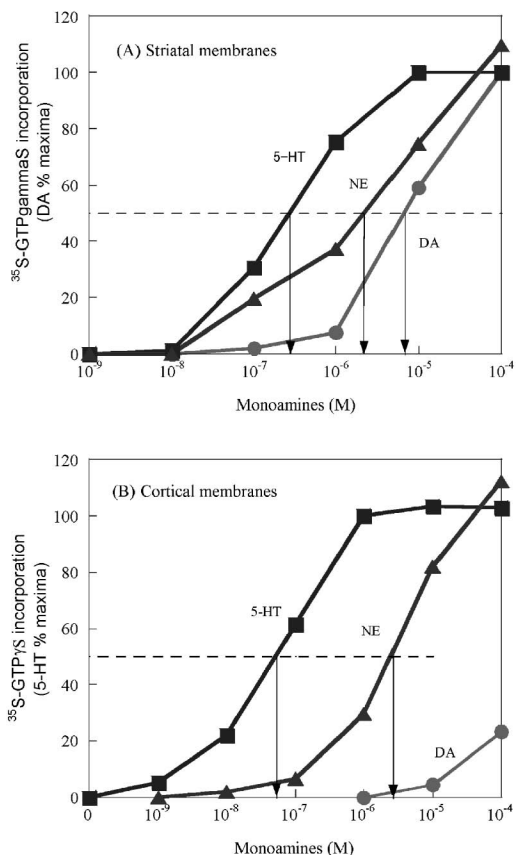 120
(A) Striatal membranes
100
80
60
40
20
0
5-HT
NE
DA
10-9
10-8
10-7
10-6
10-5
10-4
Monoamines (M)
35S-GTPgammaS incorporation
(DA % maxima)
120
(B) Cortical membranes
100
80
60
40
20
0
5-HT
NE
DA
0
10-9
10-8
10-7
10-6
10-5
10-4
Monoamines (M)
35S-GTPγS incorporation
(5-HT % maxima)